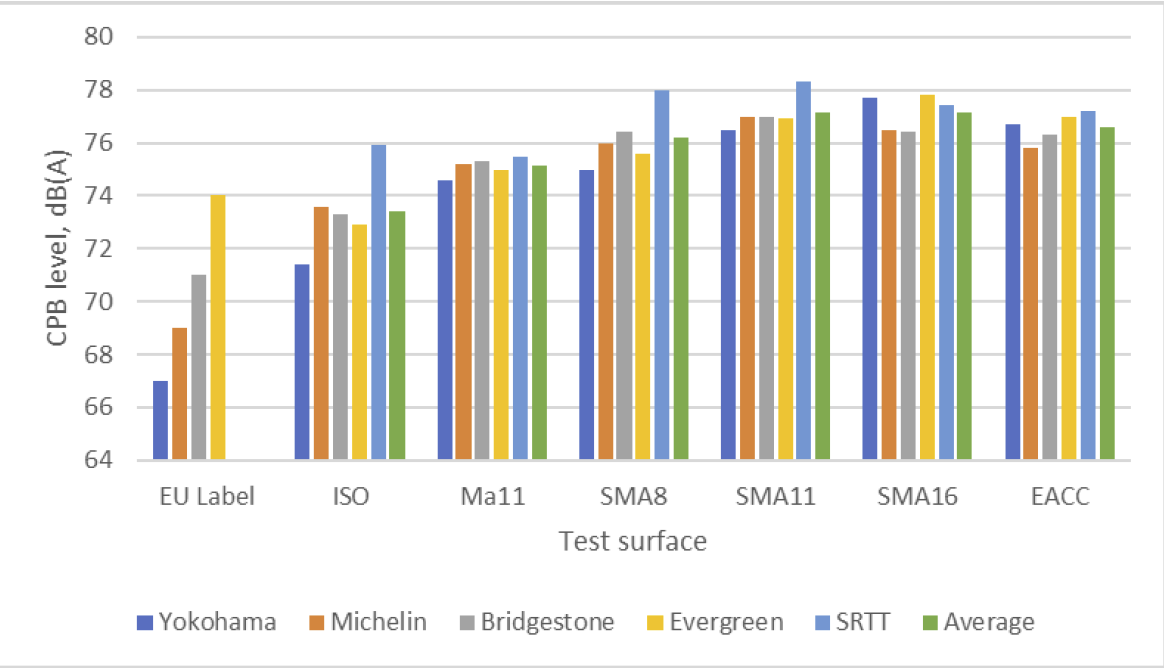 80
78
76
74
72
70
68
66
64
CPB level, dB(A)
EU Label ISO Ma11 SMA8 SMA11 SMA16 EACC
Test surface
Yokohama Michelin Bridgestone Evergreen SRTT Average